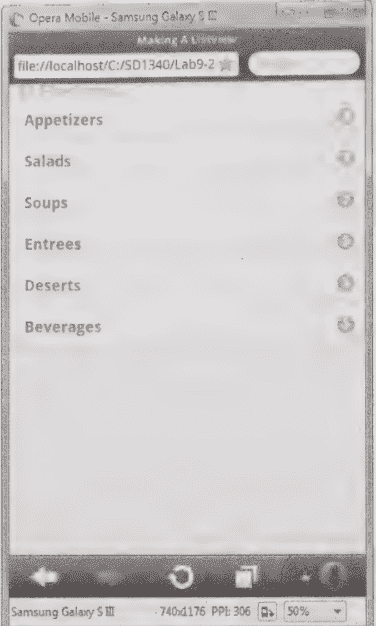 Opera Mobile - Samsung Galaxy S III
Making A Listview
file://localhost/C:/SD1340/Lab9-2
Appetizers
Salads
Soups
Entrees
Deserts
Beverages
Samsung Galaxy S III 740x1176 PPI: 306 50%